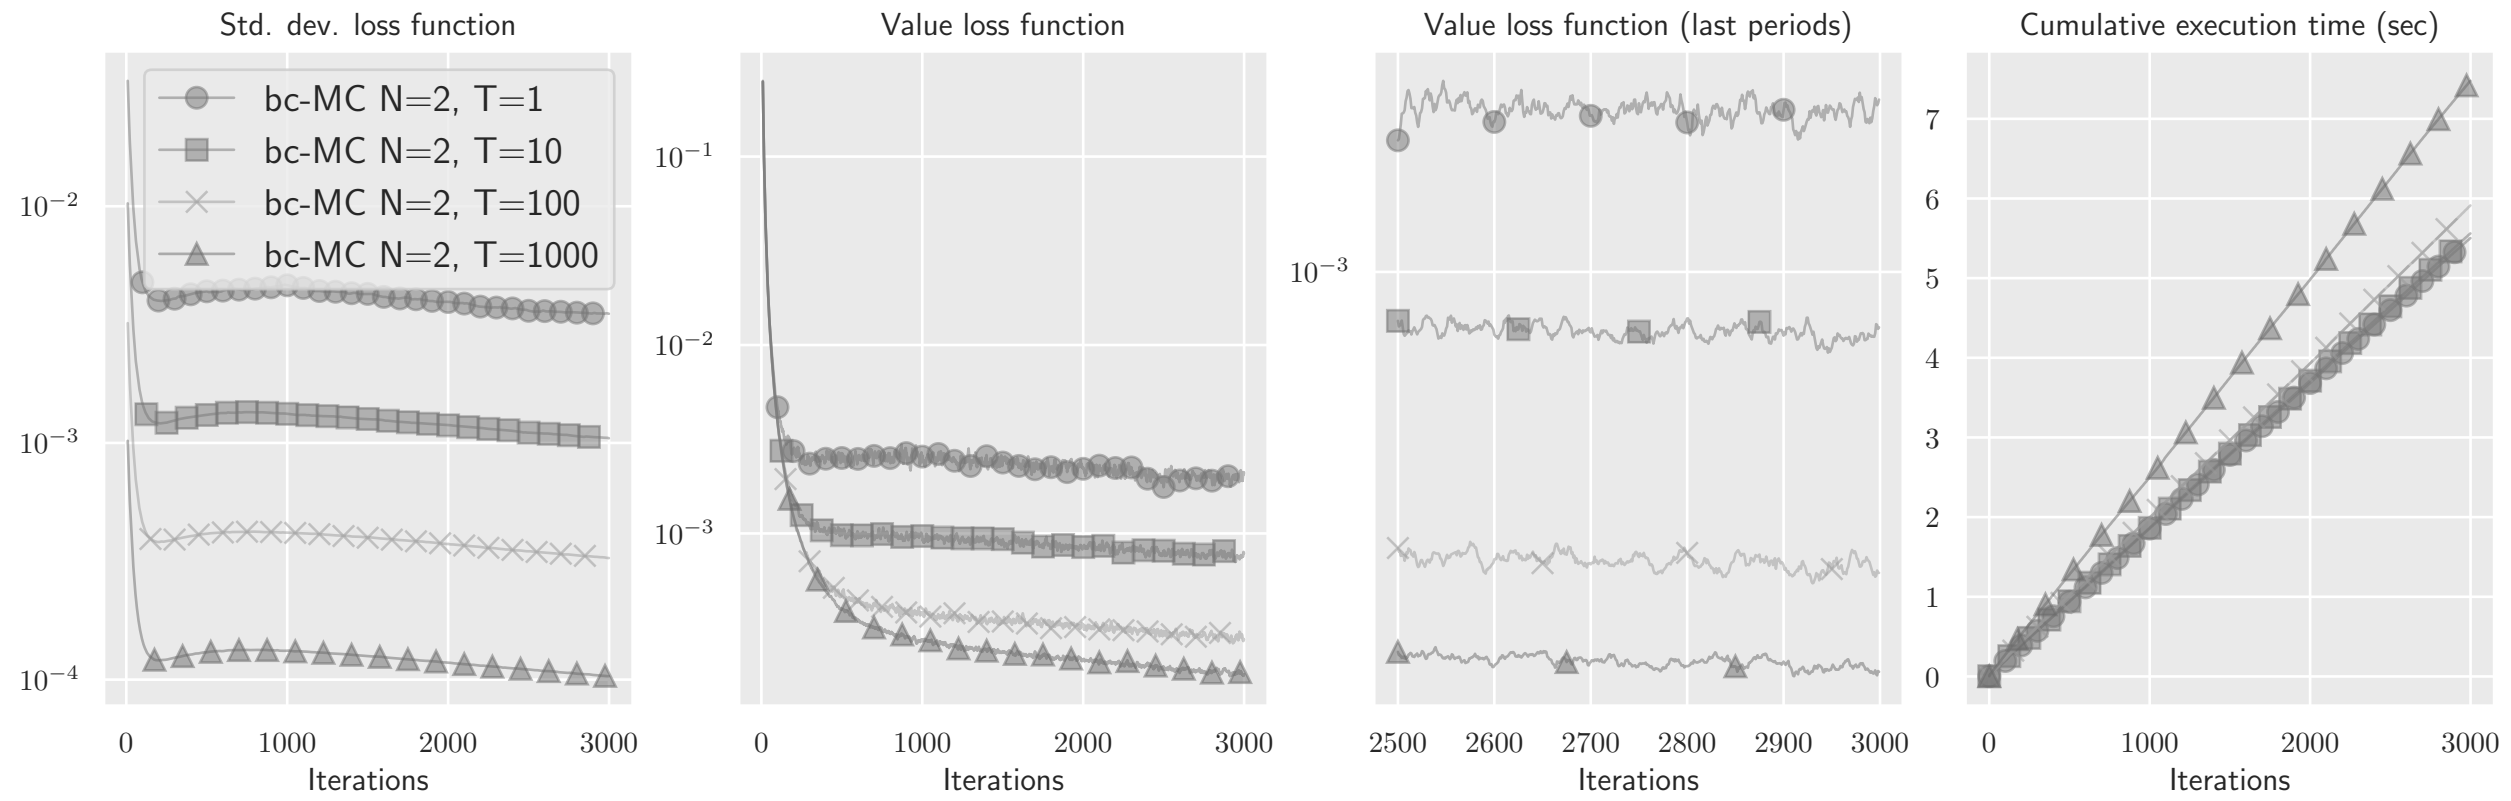 Std. dev. loss function
bc-MC N=2, T=1
bc-MC N=2, T=10
bc-MC N=2, T=100
bc-MC N=2, T=1000
10⁻²
10⁻³
10⁻⁴
0 1000 2000 3000
Iterations
Value loss function
10⁻¹
10⁻²
10⁻³
0 1000 2000 3000
Iterations
Value loss function (last periods)
10⁻³
2500 2600 2700 2800 2900 3000
Iterations
Cumulative execution time (sec)
7
6
5
4
3
2
1
0
0 1000 2000 3000
Iterations